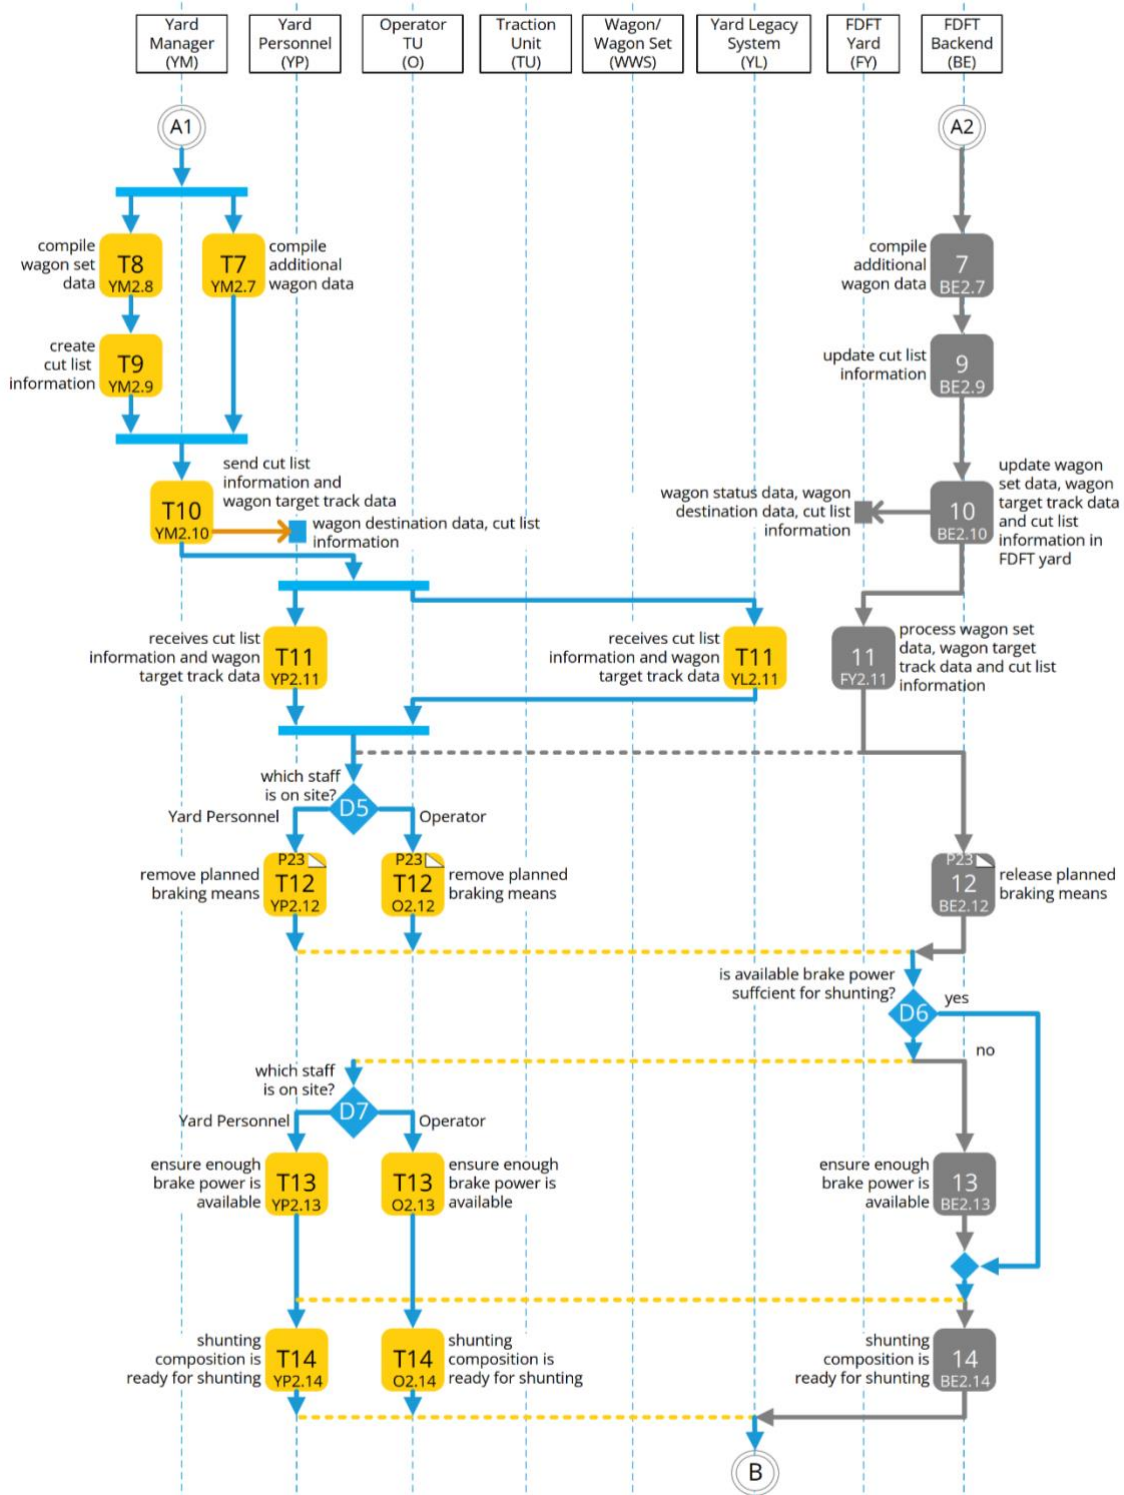 Yard
Manager
(YM)
Yard
Personnel
(YP)
Operator
TU
(O)
Traction
Unit
(TU)
Wagon/
Wagon Set
(WWS)
Yard Legacy
System
(YL)
FDFT
Yard
(FY)
FDFT
Backend
(BE)
A1
A2
compile
wagon set
data
T8
YM2.8
T7
YM2.7
compile
additional
wagon data
compile
additional
wagon data
7
BE2.7
create
cut list
information
T9
YM2.9
update cut list
information
9
BE2.9
send cut list
information and
wagon target track data
T10
YM2.10
wagon destination data, cut list
information
wagon status data, wagon
destination data, cut list
information
10
BE2.10
update wagon
set data, wagon
target track data
and cut list
information in
FDFT yard
receives cut list
information and wagon
target track data
T11
YP2.11
receives cut list
information and wagon
target track data
T11
YL2.11
11
FY2.11
process wagon set
data, wagon target
track data and cut list
information
which staff
is on site?
D5
Yard Personnel
Operator
remove planned
braking means
P23
T12
YP2.12
P23
T12
O2.12
remove planned
braking means
P23
12
BE2.12
release planned
braking means
is available brake power
suffcient for shunting?
D6
yes
no
which staff
is on site?
D7
Yard Personnel
Operator
ensure enough
brake power is
available
T13
YP2.13
T13
O2.13
ensure enough
brake power is
available
ensure enough
brake power is
available
13
BE2.13
shunting
composition is
ready for shunting
T14
YP2.14
T14
O2.14
shunting
composition is
ready for shunting
shunting
composition is
ready for shunting
14
BE2.14
B